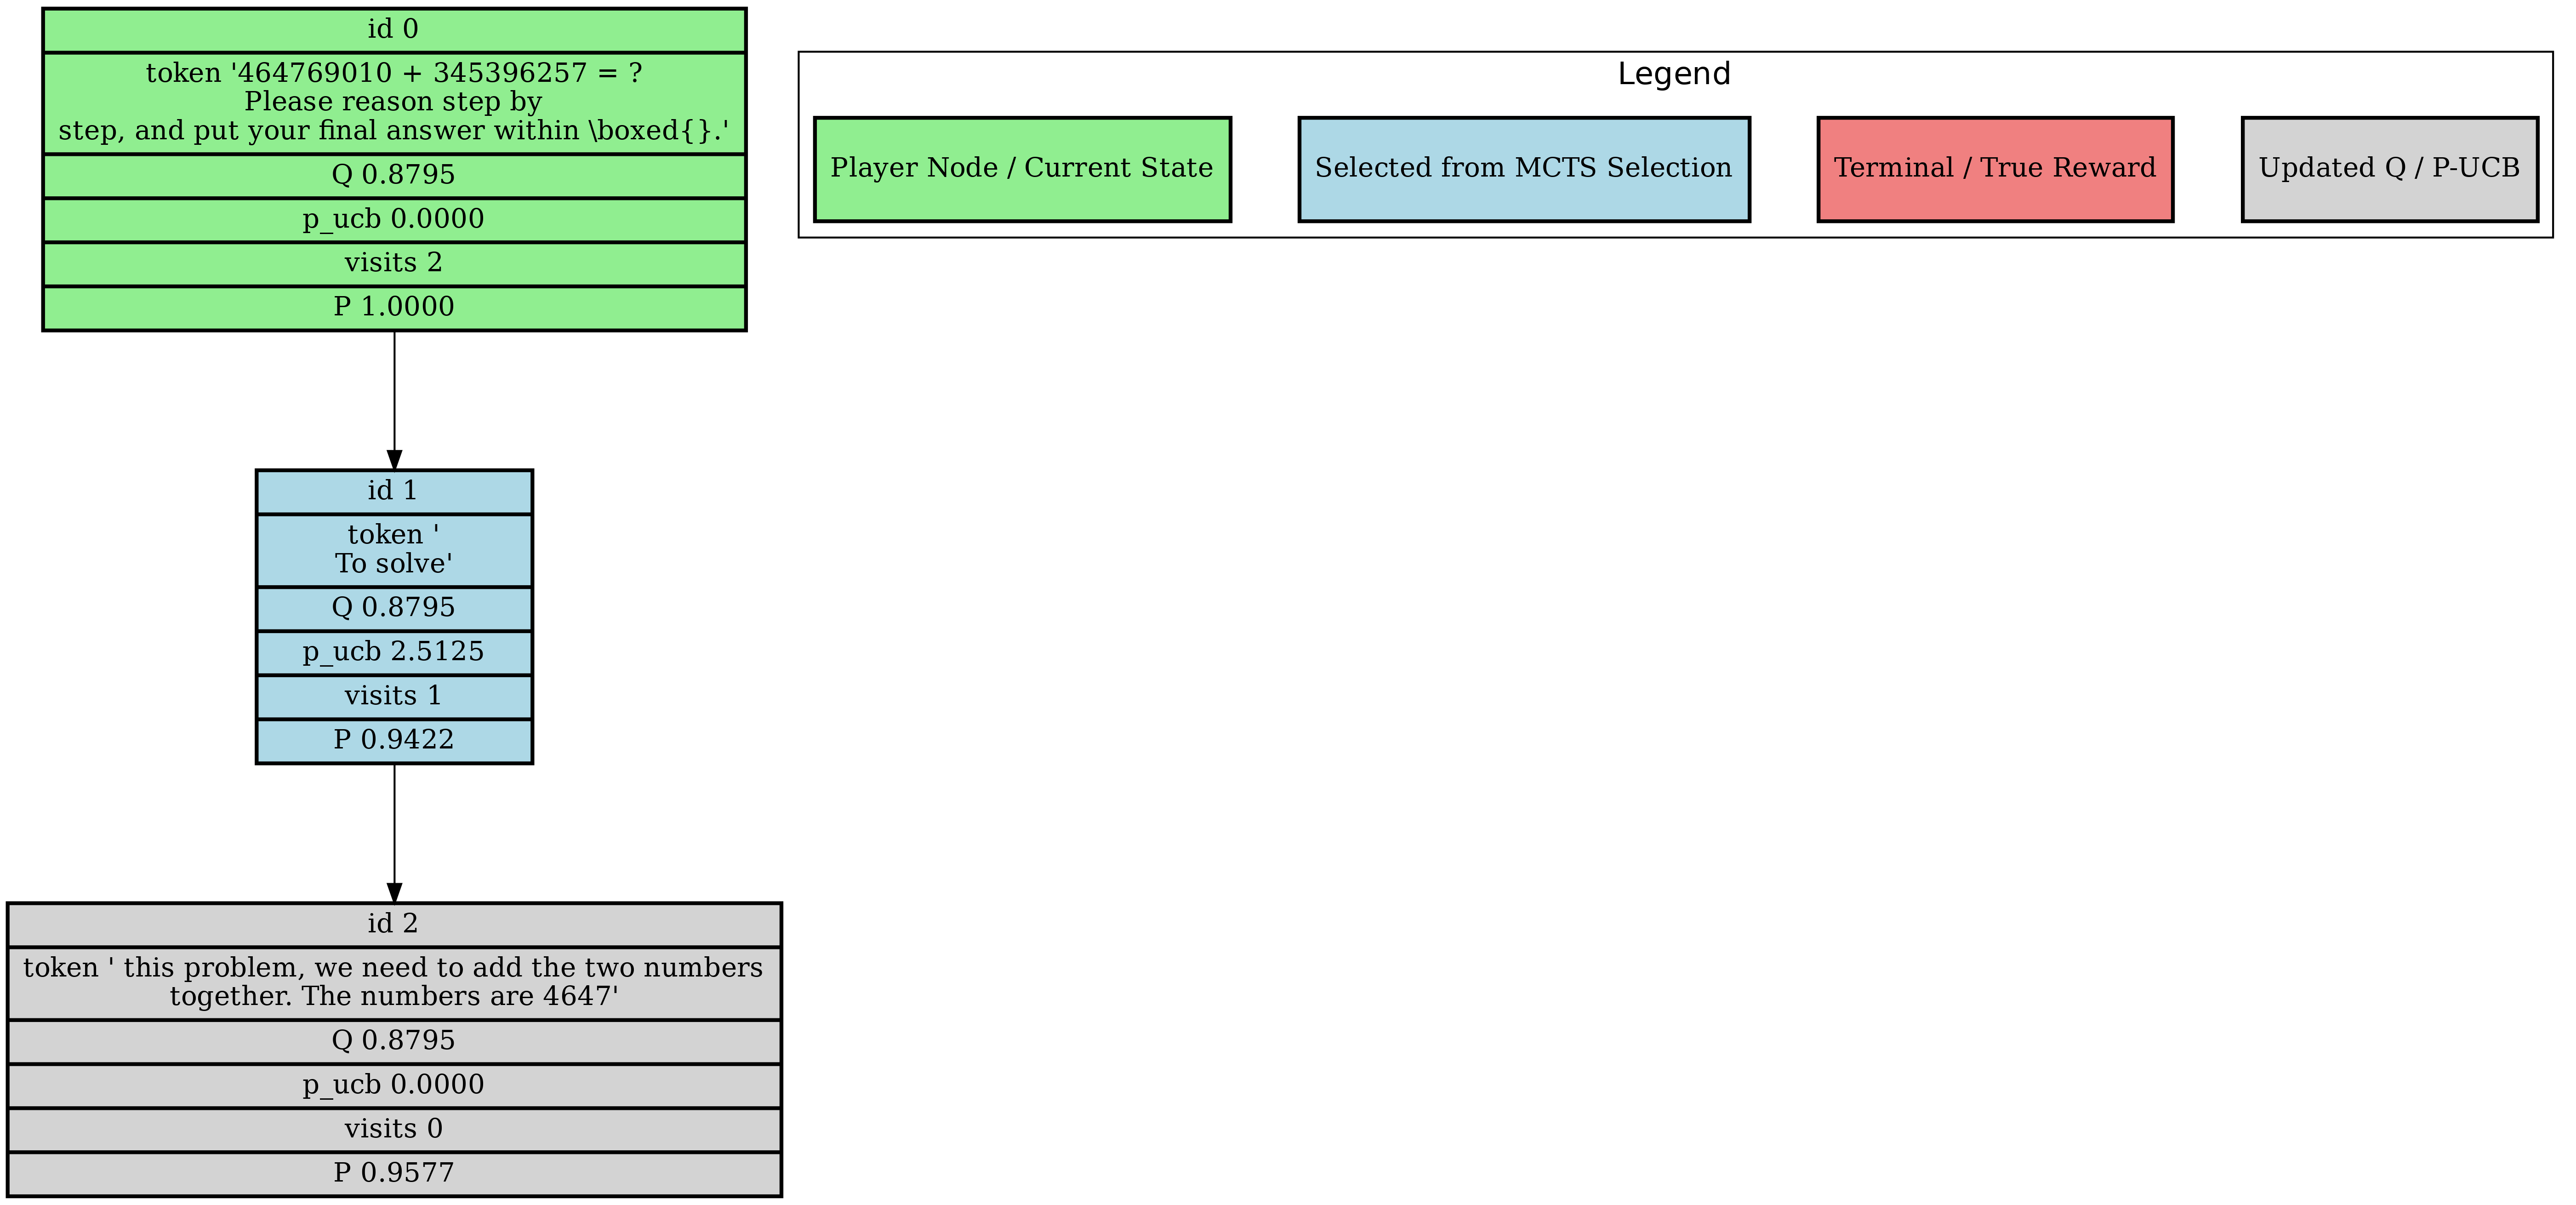 id 0
token '464769010 + 345396257 = ?
Please reason step by
step, and put your final answer within \boxed{}.'
Q 0.8795
p_ucb 0.0000
visits 2
P 1.0000
Legend
Player Node / Current State
Selected from MCTS Selection
Terminal / True Reward
Updated Q / P-UCB
id 1
token '
To solve'
Q 0.8795
p_ucb 2.5125
visits 1
P 0.9422
id 2
token ' this problem, we need to add the two numbers
together. The numbers are 4647'
Q 0.8795
p_ucb 0.0000
visits 0
P 0.9577